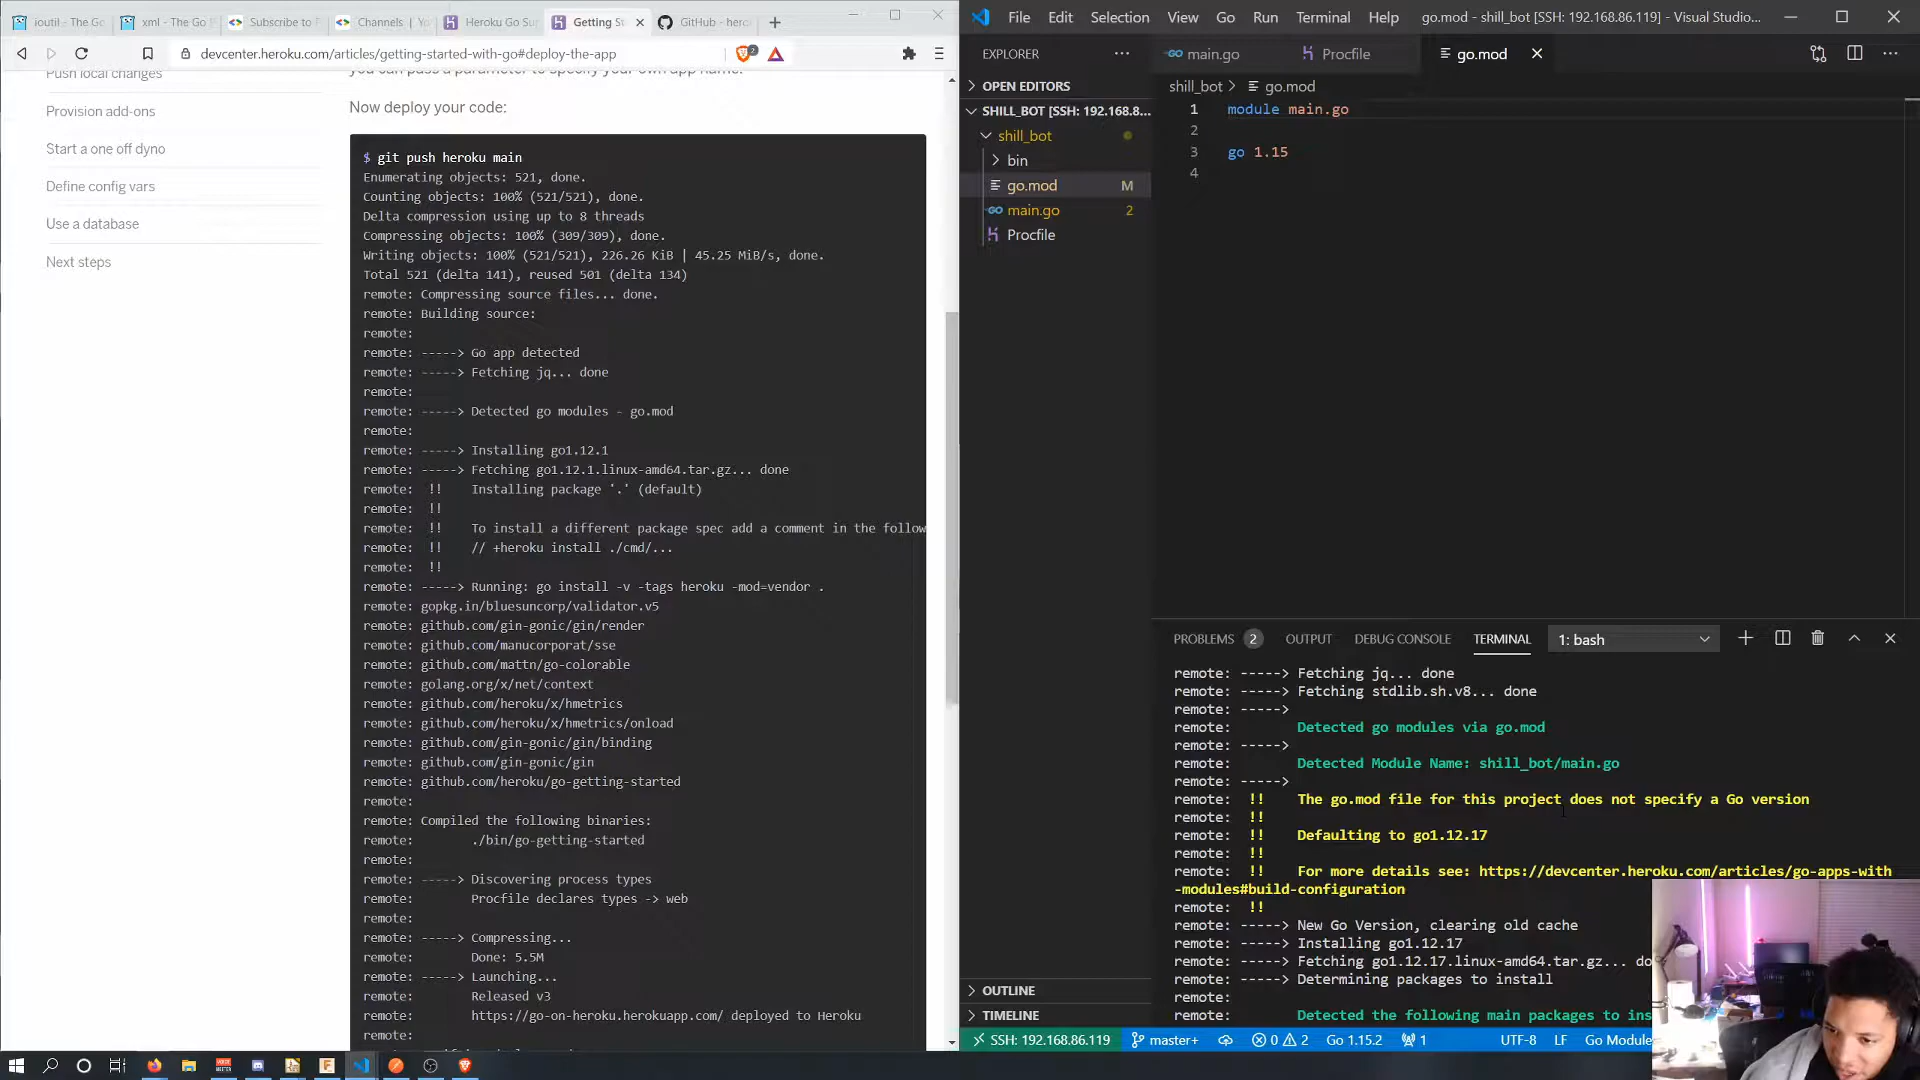 ioutil - The Go
xml - The Go
Subscribe to
Channels | Yo
Heroku Go Su
Getting S
GitHub - hero
devcenter.heroku.com/articles/getting-started-with-go#deploy-the-app
2
Push local changes
Provision add-ons
Start a one off dyno
Define config vars
Use a database
Next steps
you can pass a parameter to specify your own app name.
Now deploy your code:
$ git push heroku main
Enumerating objects: 521, done.
Counting objects: 100% (521/521), done.
Delta compression using up to 8 threads
Compressing objects: 100% (309/309), done.
Writing objects: 100% (521/521), 226.26 KiB | 45.25 MiB/s, done.
Total 521 (delta 141), reused 501 (delta 134)
remote: Compressing source files... done.
remote: Building source:
remote:
remote: -----> Go app detected
remote: -----> Fetching jq... done
remote:
remote: -----> Detected go modules - go.mod
remote:
remote: -----> Installing go1.12.1
remote: -----> Fetching go1.12.1.linux-amd64.tar.gz... done
remote: !! Installing package '.' (default)
remote: !!
remote: !! To install a different package spec add a comment in the follow
remote: !! // +heroku install ./cmd/...
remote: !!
remote: -----> Running: go install -v -tags heroku -mod=vendor .
remote: gopkg.in/bluesuncorp/validator.v5
remote: github.com/gin-gonic/gin/render
remote: github.com/manucorporat/sse
remote: github.com/mattn/go-colorable
remote: golang.org/x/net/context
remote: github.com/heroku/x/hmetrics
remote: github.com/heroku/x/hmetrics/onload
remote: github.com/gin-gonic/gin/binding
remote: github.com/gin-gonic/gin
remote: github.com/heroku/go-getting-started
remote:
remote: Compiled the following binaries:
remote: ./bin/go-getting-started
remote:
remote: -----> Discovering process types
remote: Procfile declares types -> web
remote:
remote: -----> Compressing...
remote: Done: 5.5M
remote: -----> Launching...
remote: Released v3
remote: https://go-on-heroku.herokuapp.com/ deployed to Heroku
remote:
File Edit Selection View Go Run Terminal Help go.mod - shill_bot [SSH: 192.168.86.119] - Visual Studio...
EXPLORER
OPEN EDITORS
SHILL_BOT [SSH: 192.168.8...
shill_bot
bin
go.mod M
main.go 2
Procfile
OUTLINE
TIMELINE
main.go Procfile go.mod
shill_bot > go.mod
1 module main.go
2
3 go 1.15
4
PROBLEMS 2 OUTPUT DEBUG CONSOLE TERMINAL 1: bash
remote: -----> Fetching jq... done
remote: -----> Fetching stdlib.sh.v8... done
remote: ----->
remote: Detected go modules via go.mod
remote: ----->
remote: Detected Module Name: shill_bot/main.go
remote: ----->
remote: !! The go.mod file for this project does not specify a Go version
remote: !!
remote: !! Defaulting to go1.12.17
remote: !!
remote: !! For more details see: https://devcenter.heroku.com/articles/go-apps-with
-modules#build-configuration
remote: !!
remote: -----> New Go Version, clearing old cache
remote: -----> Installing go1.12.17
remote: -----> Fetching go1.12.17.linux-amd64.tar.gz... do
remote: -----> Determining packages to install
remote:
remote: Detected the following main packages to ins
SSH: 192.168.86.119 master+ 0 2 Go 1.15.2 1 UTF-8 LF Go Module